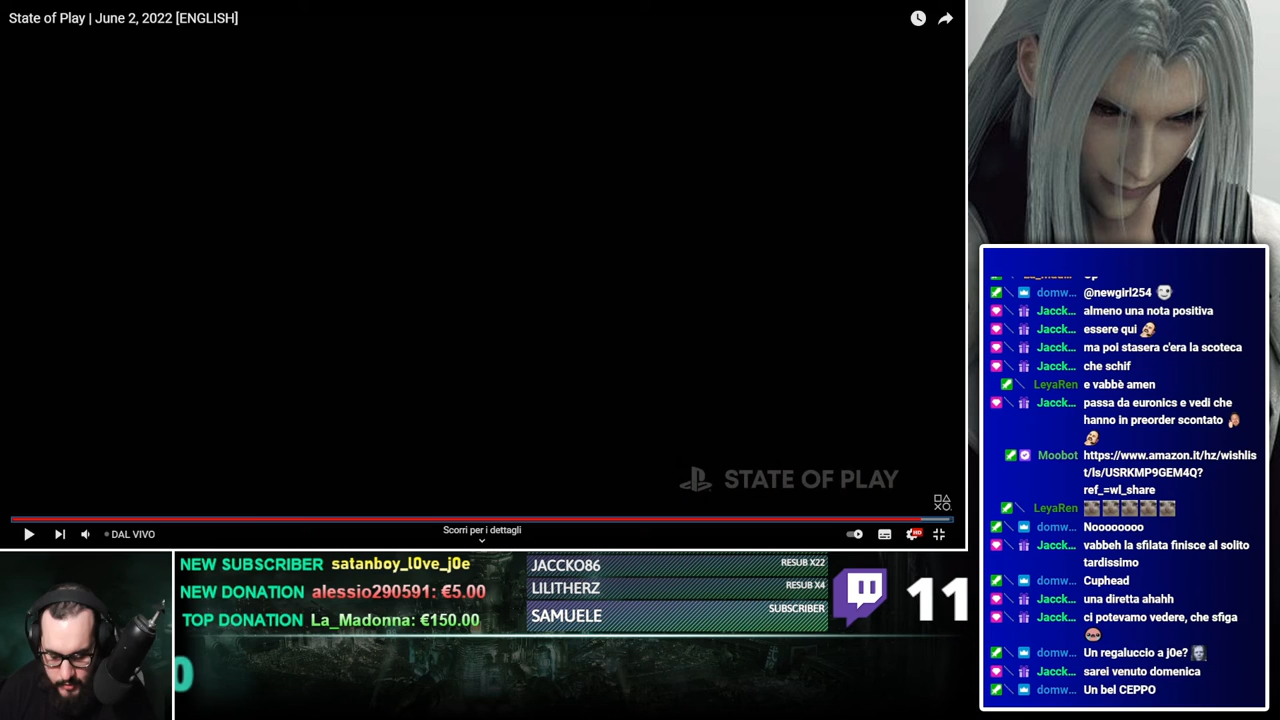 State of Play | June 2, 2022 [ENGLISH]
STATE OF PLAY
DAL VIVO
Scorri per i dettagli
HD
NEW SUBSCRIBER satanboy_l0ve_j0e
NEW DONATION alessio290591: €5.00
TOP DONATION La_Madonna: €150.00
JACCKO86 RESUB X22
LILITHERZ RESUB X4
SAMUELE SUBSCRIBER
11
0
domw... @newgirl254
Jacck... almeno una nota positiva
Jacck... essere qui
Jacck... ma poi stasera c'era la scoteca
Jacck... che schif
LeyaRen e vabbè amen
Jacck... passa da euronics e vedi che
hanno in preorder scontato
Moobot https://www.amazon.it/hz/wishlis
t/ls/USRKMP9GEM4Q?
ref_=wl_share
LeyaRen
domw... Noooooooo
Jacck... vabbeh la sfilata finisce al solito
tardissimo
domw... Cuphead
Jacck... una diretta ahahh
Jacck... ci potevamo vedere, che sfiga
domw... Un regaluccio a j0e?
Jacck... sarei venuto domenica
domw... Un bel CEPPO